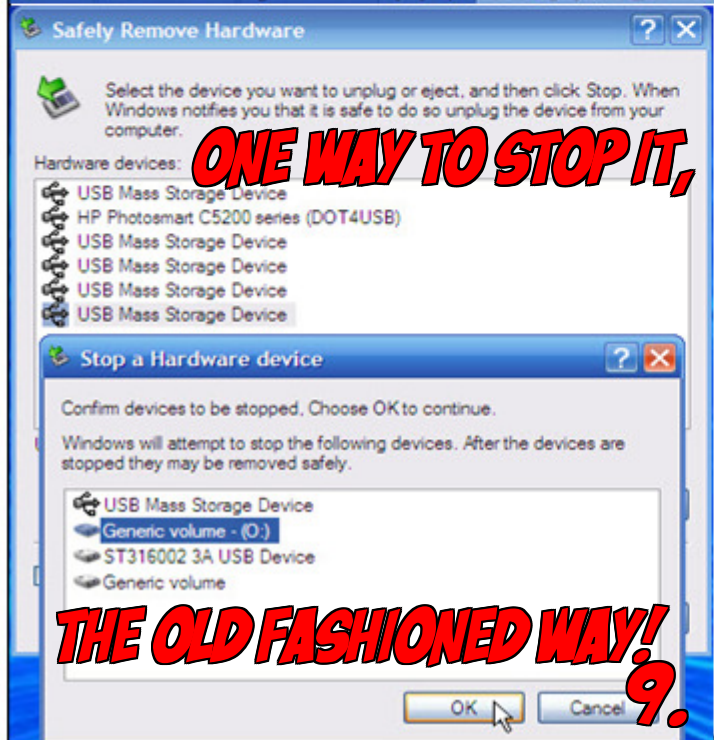 Safely Remove Hardware
Select the device you want to unplug or eject, and then click Stop. When
Windows notifies you that it is safe to do so unplug the device from your
computer.
ONE WAY TO STOP IT,
Hardware devices:
USB Mass Storage Device
HP Photosmart C5200 series (DOT4USB)
USB Mass Storage Device
USB Mass Storage Device
USB Mass Storage Device
USB Mass Storage Device
Stop a Hardware device
Confirm devices to be stopped, Choose OK to continue.
Windows will attempt to stop the following devices. After the devices are
stopped they may be removed safely.
USB Mass Storage Device
Generic volume - (O:)
ST316002 3A USB Device
Generic volume
THE OLD FASHIONED WAY!
OK Cancel
9.